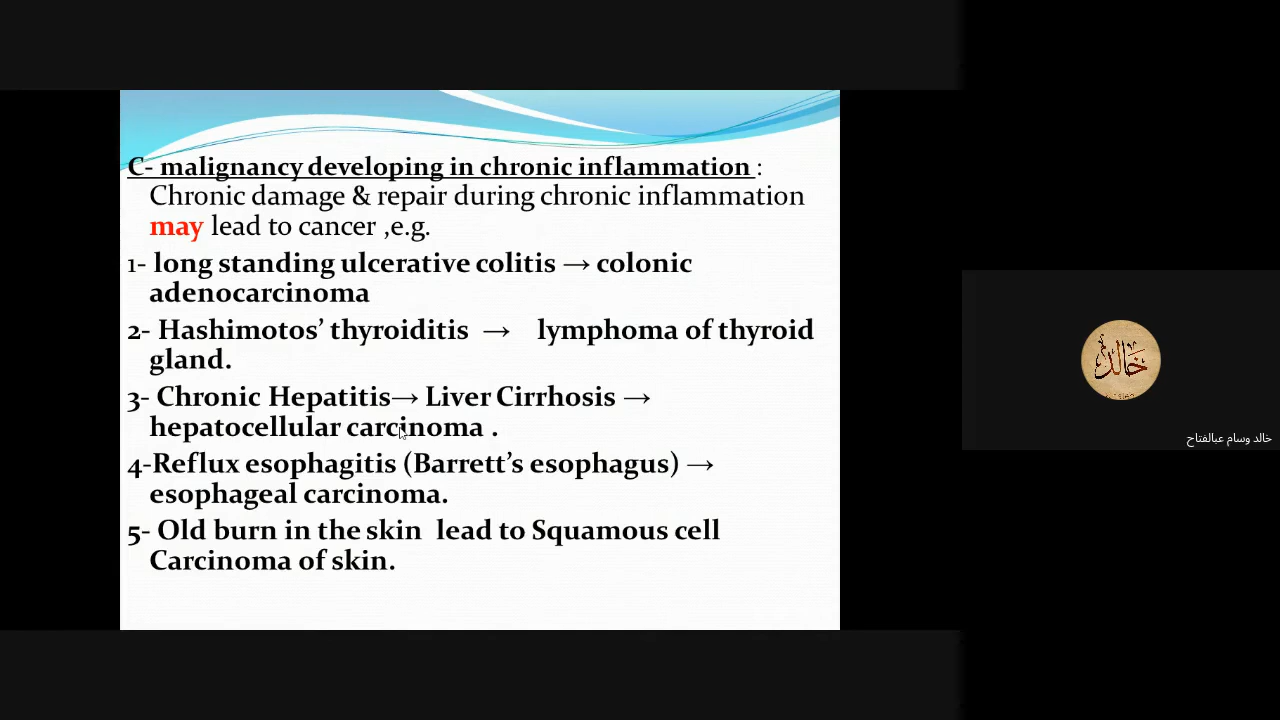 C- malignancy developing in chronic inflammation :
Chronic damage & repair during chronic inflammation
may lead to cancer ,e.g.
1- long standing ulcerative colitis → colonic
adenocarcinoma
2- Hashimotos’ thyroiditis → lymphoma of thyroid
gland.
3- Chronic Hepatitis→ Liver Cirrhosis →
hepatocellular carcinoma .
4-Reflux esophagitis (Barrett’s esophagus) →
esophageal carcinoma.
5- Old burn in the skin lead to Squamous cell
Carcinoma of skin.
خالد
خالد وسام عبالفتاح